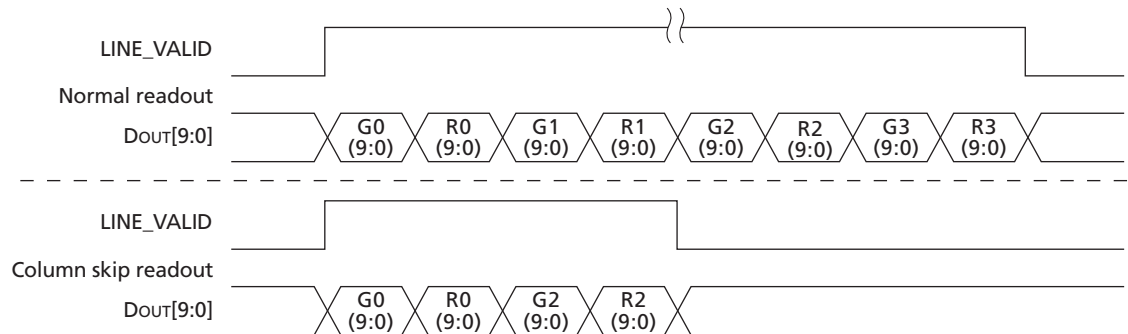 LINE_VALID
Normal readout
DOUT[9:0]
G0 R0 G1 R1 G2 R2 G3 R3
(9:0) (9:0) (9:0) (9:0) (9:0) (9:0) (9:0) (9:0)
LINE_VALID
Column skip readout
DOUT[9:0]
G0 R0 G2 R2
(9:0) (9:0) (9:0) (9:0)